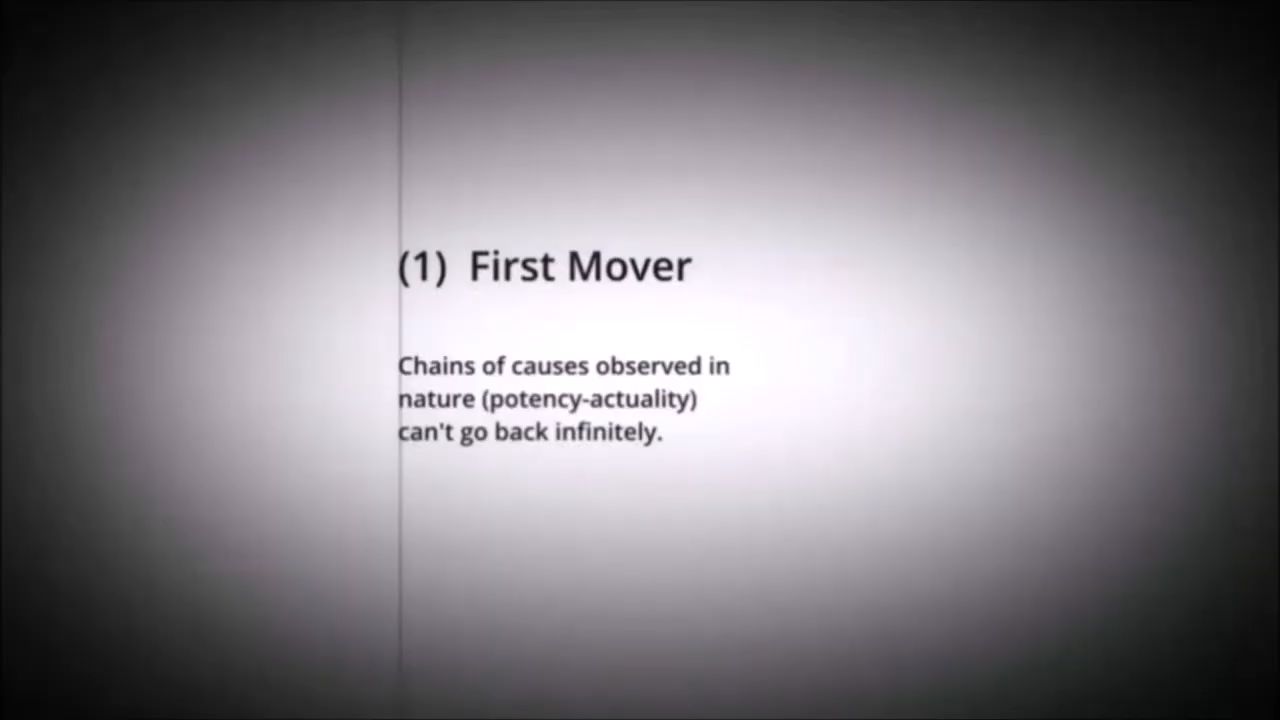 (1) First Mover
Chains of causes observed in
nature (potency-actuality)
can't go back infinitely.